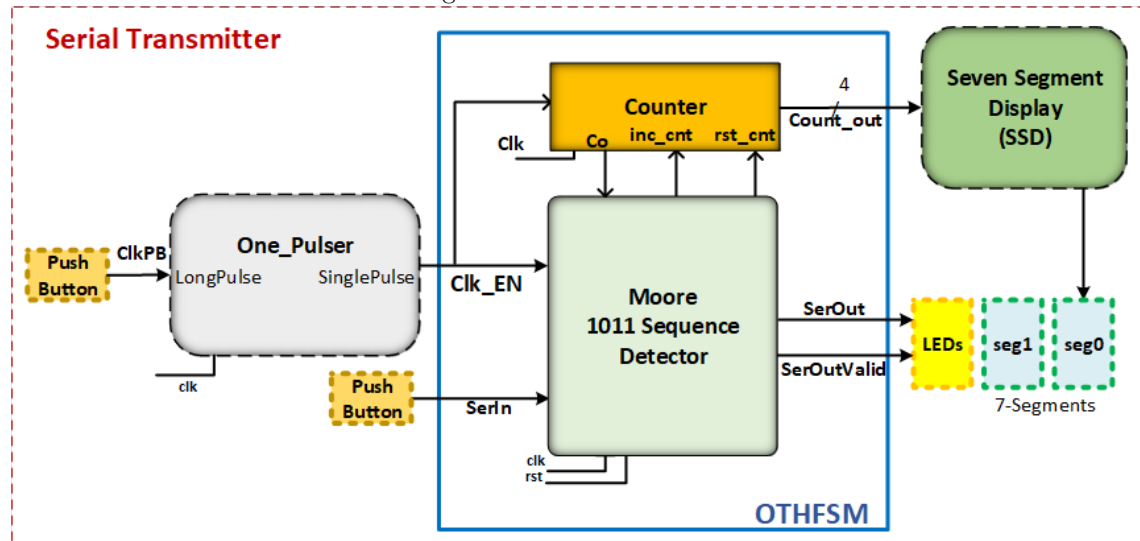 Serial Transmitter
Counter
Clk
Co
inc_cnt
rst_cnt
4
Count_out
Seven Segment
Display
(SSD)
Push
Button
ClkPB
One_Pulser
LongPulse
SinglePulse
clk
Clk_EN
Moore
1011 Sequence
Detector
Push
Button
SerIn
clk
rst
SerOut
SerOutValid
LEDs
seg1
seg0
7-Segments
OTHFSM